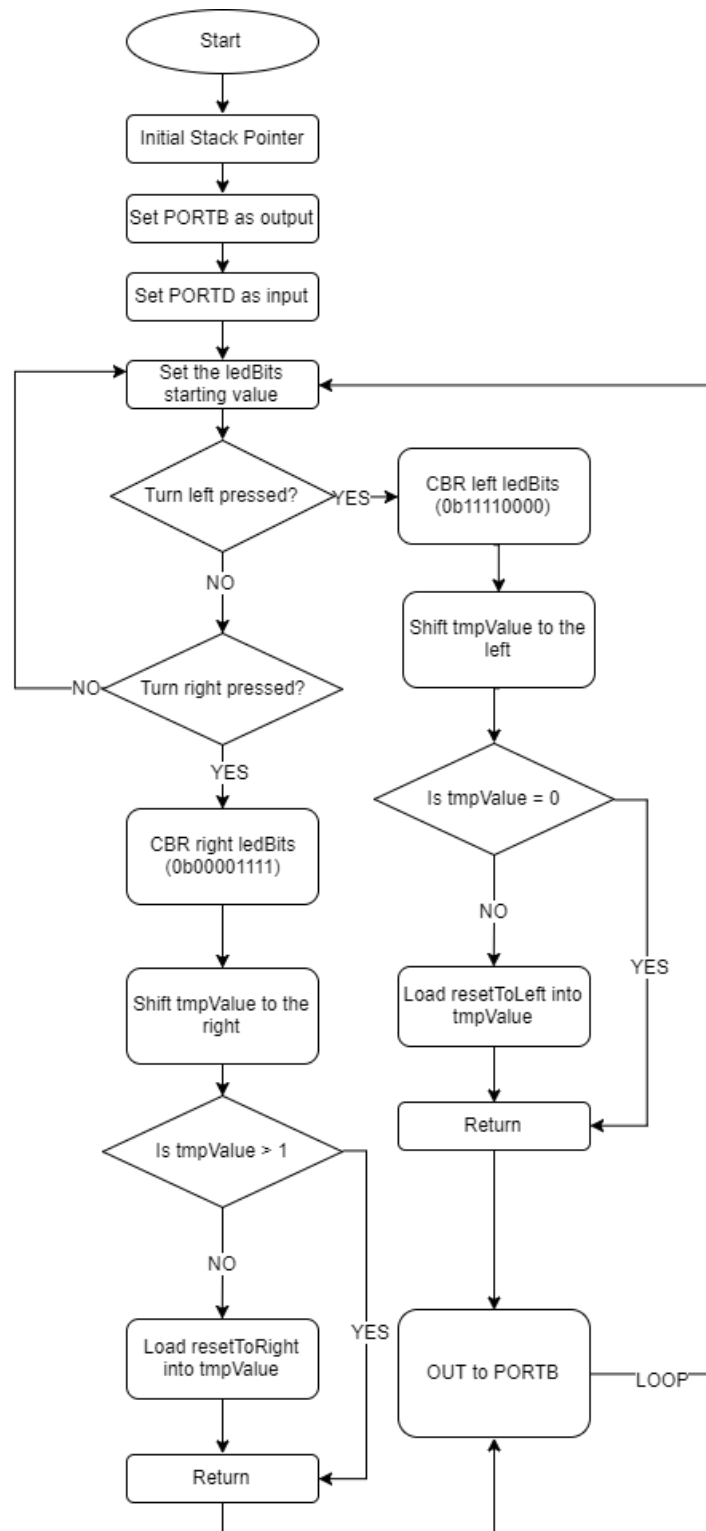 Start
Initial Stack Pointer
Set PORTB as output
Set PORTD as input
Set the ledBits
starting value
Turn left pressed?
YES
CBR left ledBits
(0b11110000)
NO
Shift tmpValue to the
left
Turn right pressed?
NO
YES
Is tmpValue = 0
CBR right ledBits
(0b00001111)
NO
YES
Shift tmpValue to the
right
Load resetToLeft into
tmpValue
Return
Is tmpValue > 1
NO
YES
Load resetToRight
into tmpValue
OUT to PORTB
LOOP
Return